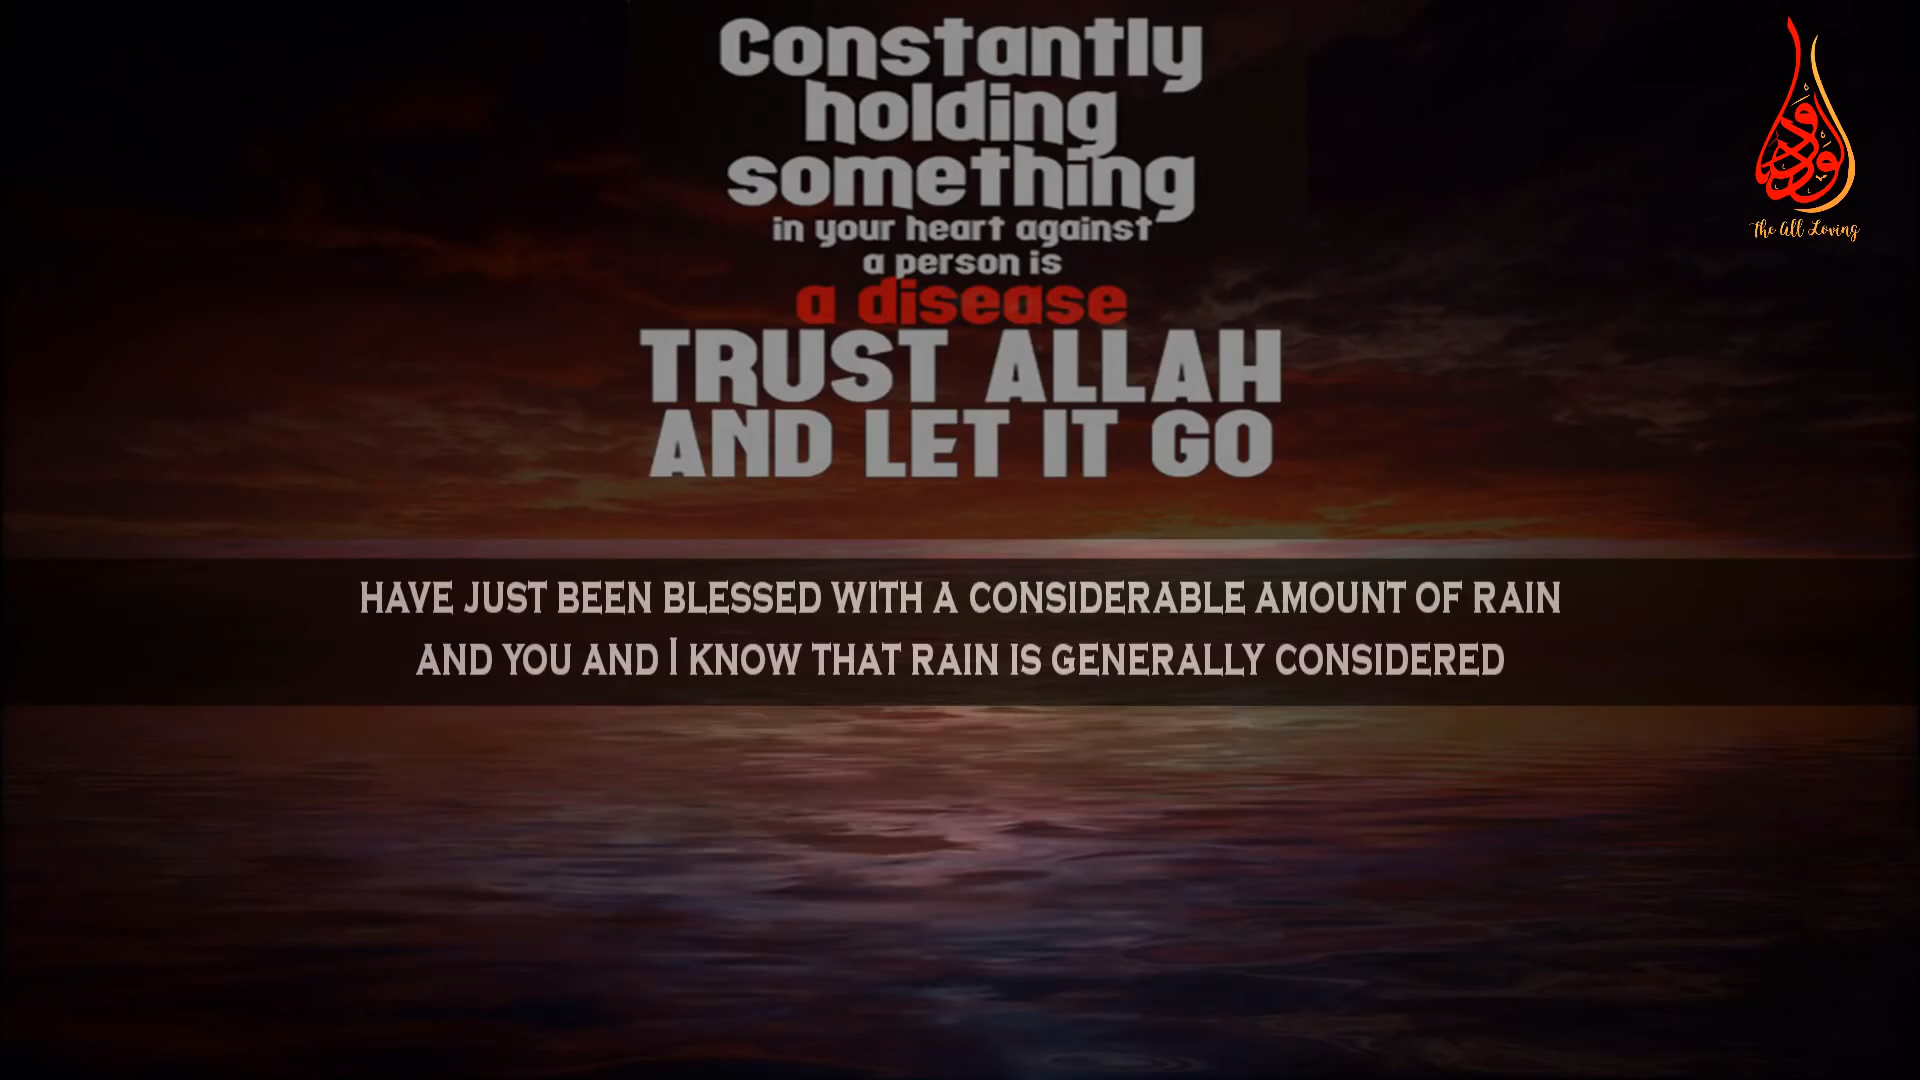 Constantly
holding
something
in your heart against
a person is
a disease
TRUST ALLAH
AND LET IT GO
The All Loving
HAVE JUST BEEN BLESSED WITH A CONSIDERABLE AMOUNT OF RAIN
AND YOU AND I KNOW THAT RAIN IS GENERALLY CONSIDERED